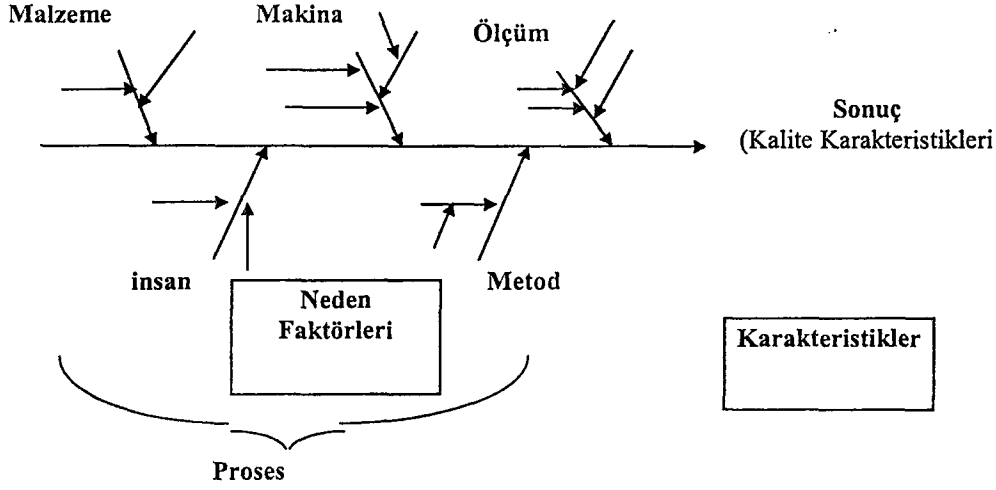 Malzeme
Makina
Ölçüm
Sonuç
(Kalite Karakteristikleri
insan
Metod
Neden
Faktörleri
Karakteristikler
Proses